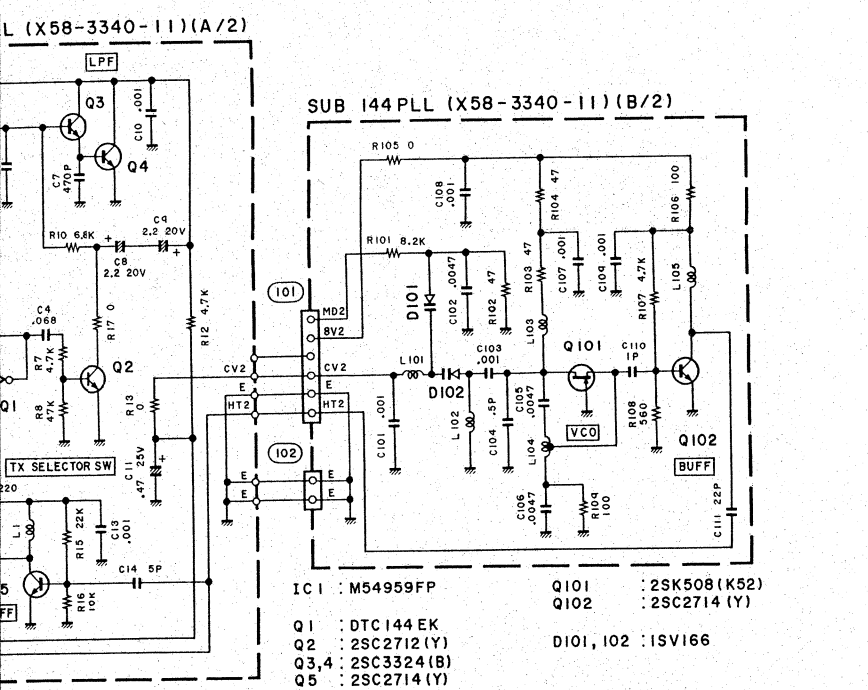 L (X58-3340-11)(A/2)
LPF
Q3
C10 .001
Q4
C7
470P
R10 6.8K
C9
2.2 20V
+
C8
2.2 20V
+
R17 0
R12 4.7K
C4
.068
R7
4.7K
Q2
R8
47K
Q1
R13
0
TX SELECTOR SW
C11
.47 25V
+
220
L1
R15 22K
C13
.001
C14 5P
5
R16
10K
FF
SUB 144 PLL (X58-3340-11)(B/2)
R105 0
C108
.001
R104 47
R106 100
R101 8.2K
D101
C102 .0047
R102 47
R103 47
C107 .001
C109 .001
R107 4.7K
L105
101
MD2
8V2
CV2
CV2
E
E
HT2
HT2
L103
L101
D102
C103
.001
Q101
C110
1P
C101 .001
L102
C104 .5P
C105
.0047
VCO
R108
560
Q102
BUFF
L104
102
E
E
E
E
C106
.0047
R109
100
C111 22P
IC1 : M54959FP
Q1 : DTC144EK
Q2 : 2SC2712(Y)
Q3,4 : 2SC3324(B)
Q5 : 2SC2714(Y)
Q101 : 2SK508(K52)
Q102 : 2SC2714(Y)
D101, 102 : 1SV166